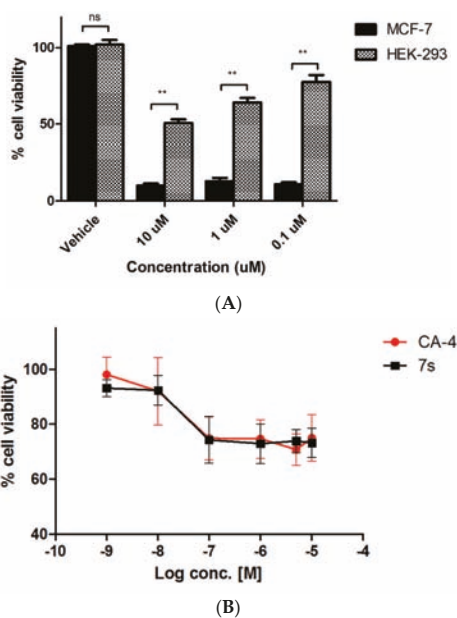 MCF-7
HEK-293
ns
**
**
**
% cell viability
100
50
0
Vehicle
10 uM
1 uM
0.1 uM
Concentration (uM)
(A)
CA-4
7s
% cell viability
100
80
60
40
-10
-9
-8
-7
-6
-5
-4
Log conc. [M]
(B)